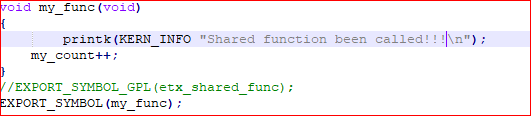 void my_func(void)
{
printk(KERN_INFO "Shared function been called!!!\n");
my_count++;
}
//EXPORT_SYMBOL_GPL(etx_shared_func);
EXPORT_SYMBOL(my_func);